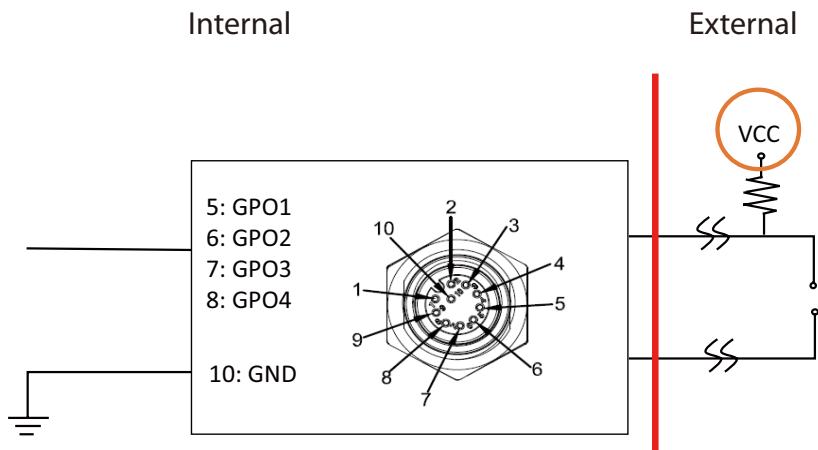 Internal
External
VCC
5: GPO1
6: GPO2
7: GPO3
8: GPO4
10: GND
2
10
3
4
1
5
9
8
6
7